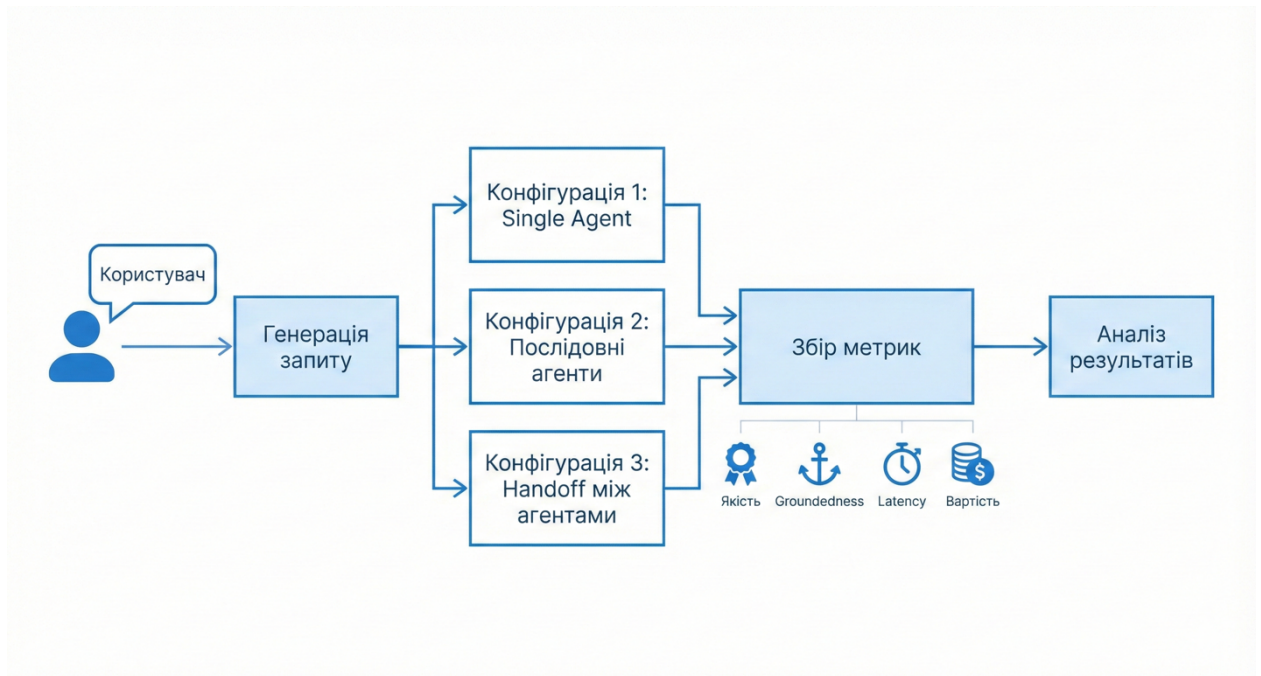 Користувач
Генерація
запиту
Конфігурація 1:
Single Agent
Конфігурація 2:
Послідовні
агенти
Конфігурація 3:
Handoff між
агентами
Збір метрик
Якість
Groundedness
Latency
Вартість
Аналіз
результатів